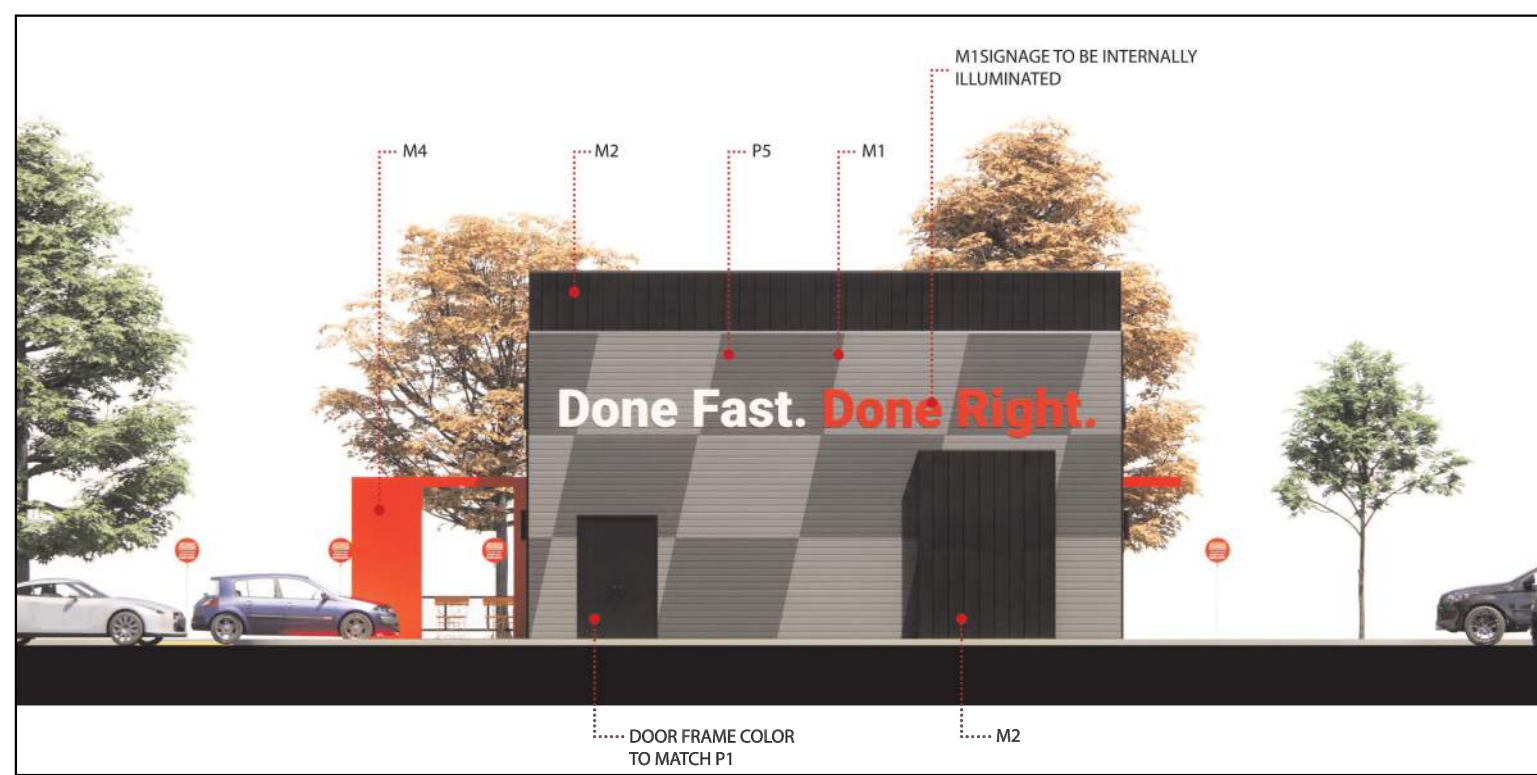 M1SIGNAGE TO BE INTERNALLY
ILLUMINATED
M4
M2
P5
M1
Done Fast. Done Right.
DOOR FRAME COLOR
TO MATCH P1
M2